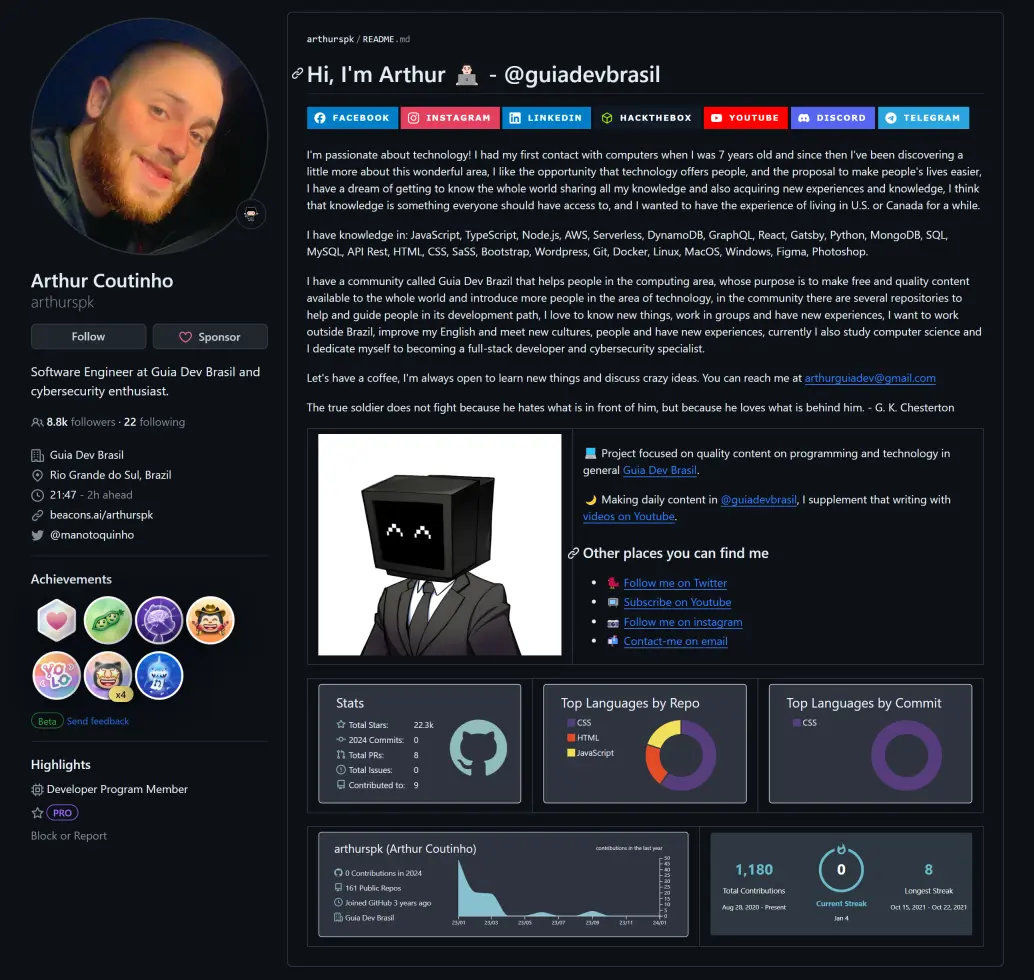 arthurspk / README.md
Hi, I'm Arthur 👨🏻‍💻 - @guiadevbrasil
FACEBOOK INSTAGRAM LINKEDIN HACKTHEBOX YOUTUBE DISCORD TELEGRAM
I'm passionate about technology! I had my first contact with computers when I was 7 years old and since then I've been discovering a
little more about this wonderful area, I like the opportunity that technology offers people, and the proposal to make people's lives easier,
I have a dream of getting to know the whole world sharing all my knowledge and also acquiring new experiences and knowledge, I think
that knowledge is something everyone should have access to, and I wanted to have the experience of living in U.S. or Canada for a while.
I have knowledge in: JavaScript, TypeScript, Node.js, AWS, Serverless, DynamoDB, GraphQL, React, Gatsby, Python, MongoDB, SQL,
MySQL, API Rest, HTML, CSS, SaSS, Bootstrap, Wordpress, Git, Docker, Linux, MacOS, Windows, Figma, Photoshop.
I have a community called Guia Dev Brazil that helps people in the computing area, whose purpose is to make free and quality content
available to the whole world and introduce more people in the area of technology, in the community there are several repositories to
help and guide people in its development path, I love to know new things, work in groups and have new experiences, I want to work
outside Brazil, improve my English and meet new cultures, people and have new experiences, currently I also study computer science and
I dedicate myself to becoming a full-stack developer and cybersecurity specialist.
Let's have a coffee, I'm always open to learn new things and discuss crazy ideas. You can reach me at arthurguiadev@gmail.com
The true soldier does not fight because he hates what is in front of him, but because he loves what is behind him. - G. K. Chesterton
Arthur Coutinho
arthurspk
Follow
Sponsor
Software Engineer at Guia Dev Brasil and
cybersecurity enthusiast.
8.8k followers · 22 following
Guia Dev Brasil
Rio Grande do Sul, Brazil
21:47 - 2h ahead
beacons.ai/arthurspk
@manotoquinho
Achievements
YOLO
x4
Beta Send feedback
Highlights
Developer Program Member
PRO
Block or Report
Project focused on quality content on programming and technology in
general Guia Dev Brasil.
Making daily content in @guiadevbrasil, I supplement that writing with
videos on Youtube.
Other places you can find me
Follow me on Twitter
Subscribe on Youtube
Follow me on instagram
Contact-me on email
Stats
Total Stars: 22.3k
2024 Commits: 0
Total PRs: 8
Total Issues: 0
Contributed to: 9
Top Languages by Repo
CSS
HTML
JavaScript
Top Languages by Commit
CSS
arthurspk (Arthur Coutinho)
contributions in the last year
0 Contributions in 2024
161 Public Repos
Joined GitHub 3 years ago
Guia Dev Brasil
50
45
40
35
30
25
20
15
10
5
0
23/01 23/03 23/05 23/07 23/09 23/11 24/01
1,180
Total Contributions
Aug 28, 2020 - Present
0
Current Streak
Jan 4
8
Longest Streak
Oct 15, 2021 - Oct 22, 2021